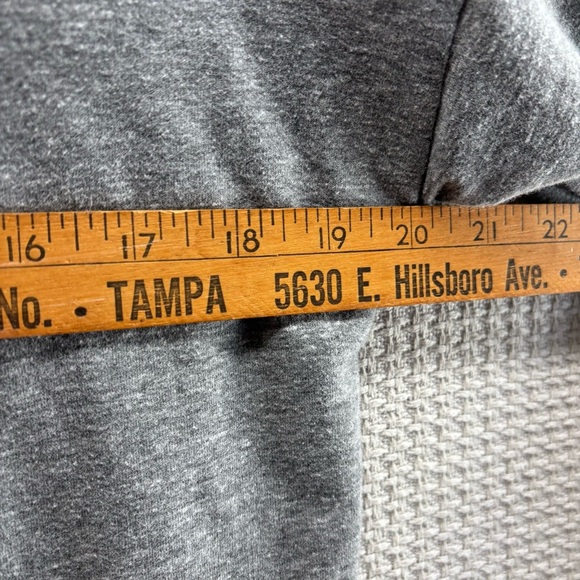 16 17 18 19 20 21 22
No. • TAMPA 5630 E. Hillsboro Ave. •